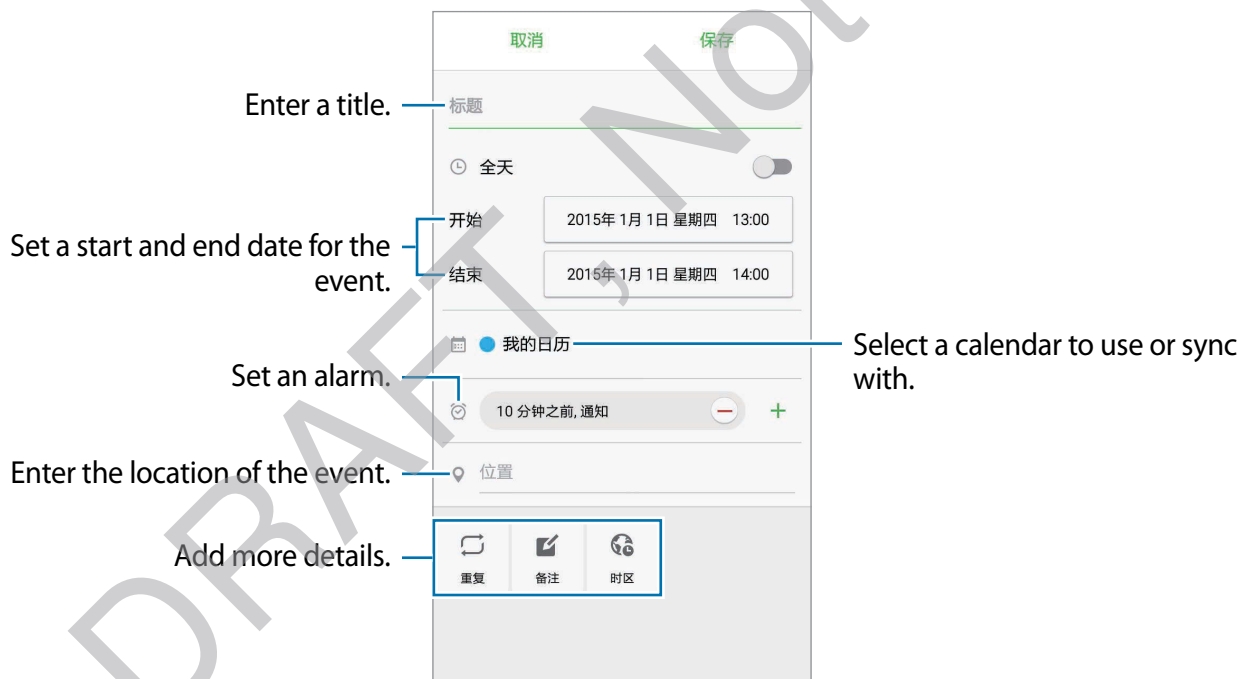 取消 保存
Enter a title.
标题
全天
开始 2015年 1月 1日 星期四 13:00
Set a start and end date for the
event.
结束 2015年 1月 1日 星期四 14:00
我的日历
Select a calendar to use or sync
with.
Set an alarm.
10 分钟之前, 通知
Enter the location of the event.
位置
Add more details.
重复 备注 时区
DRAFT, Not